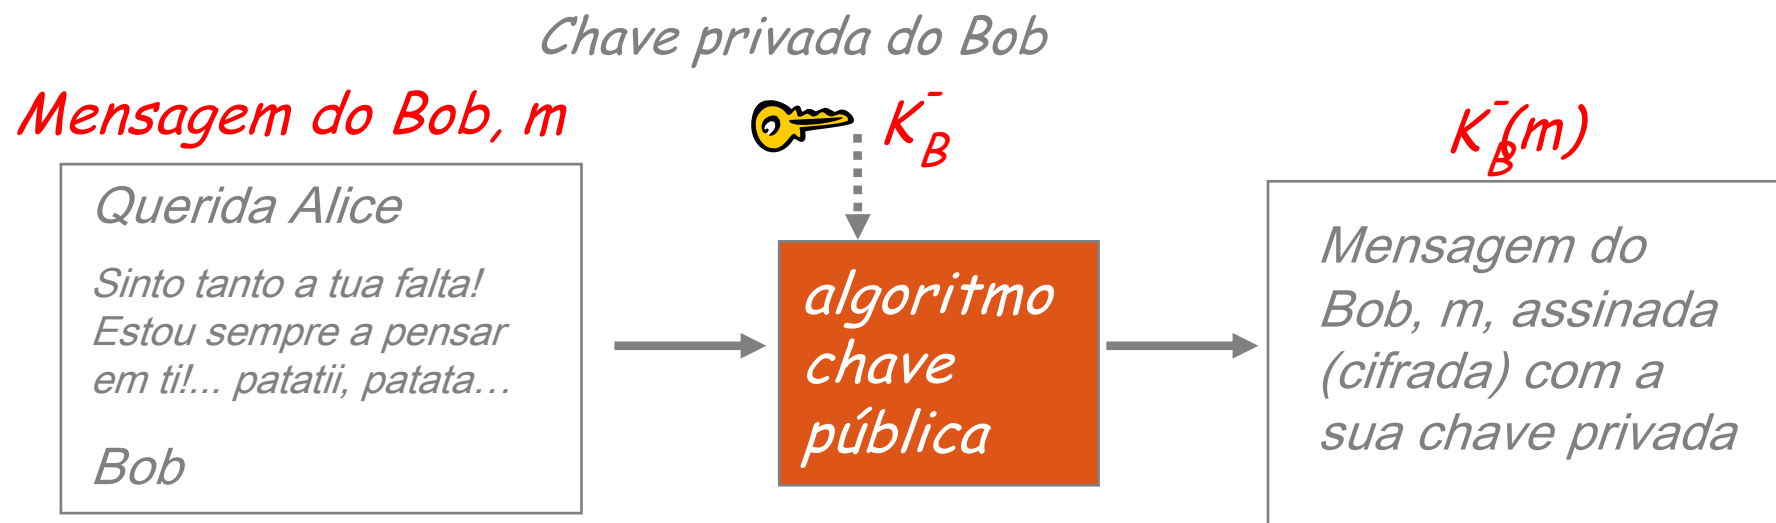 Chave privada do Bob
Mensagem do Bob, m
K⁻B
K⁻B(m)
Querida Alice
Sinto tanto a tua falta!
Estou sempre a pensar
em ti!... patatii, patata…
Bob
algoritmo
chave
pública
Mensagem do
Bob, m, assinada
(cifrada) com a
sua chave privada